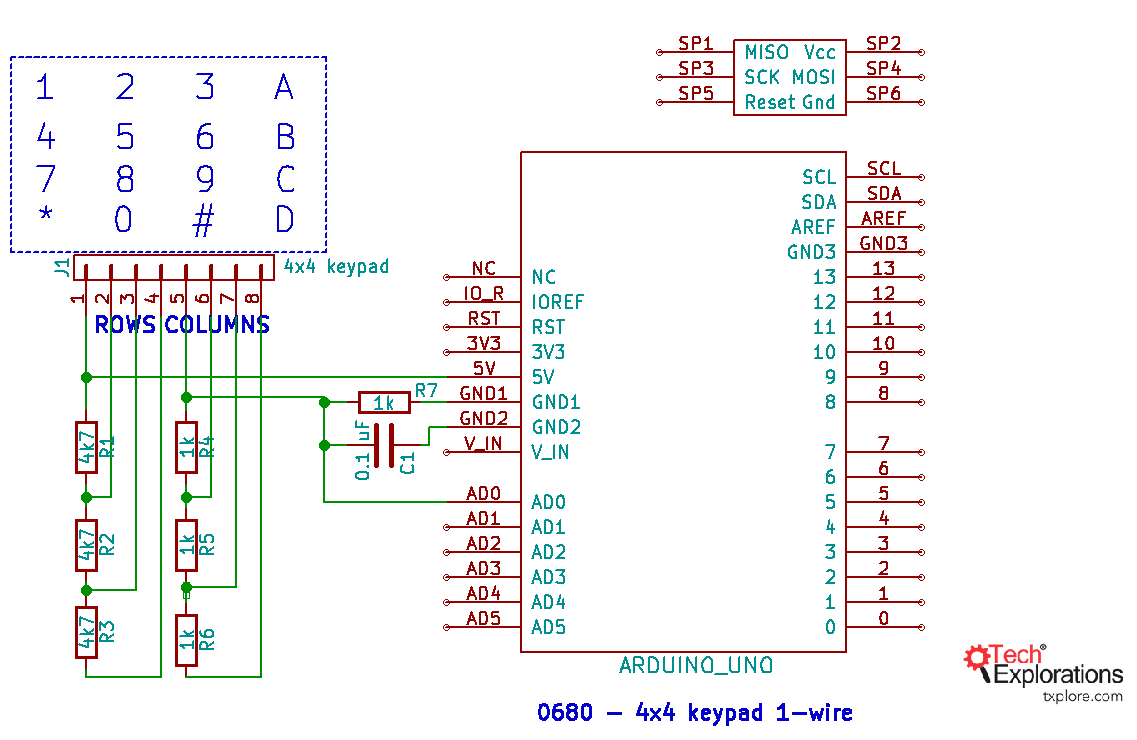 SP1 MISO Vcc SP2
SP3 SCK MOSI SP4
SP5 Reset Gnd SP6
1 2 3 A
4 5 6 B
7 8 9 C
* 0 # D
J1
4x4 keypad
1 2 3 4 5 6 7 8
ROWS COLUMNS
R1
4k7
R2
4k7
R3
4k7
R4
1k
R5
1k
R6
1k
R7
1k
0.1 uF
C1
NC NC
IO_R IOREF
RST RST
3V3 3V3
5V 5V
GND1 GND1
GND2 GND2
V_IN V_IN
AD0 AD0
AD1 AD1
AD2 AD2
AD3 AD3
AD4 AD4
AD5 AD5
SCL SCL
SDA SDA
AREF AREF
GND3 GND3
13 13
12 12
11 11
10 10
9 9
8 8
7 7
6 6
5 5
4 4
3 3
2 2
1 1
0 0
ARDUINO_UNO
0680 - 4x4 keypad 1-wire
Tech®
Explorations
txplore.com